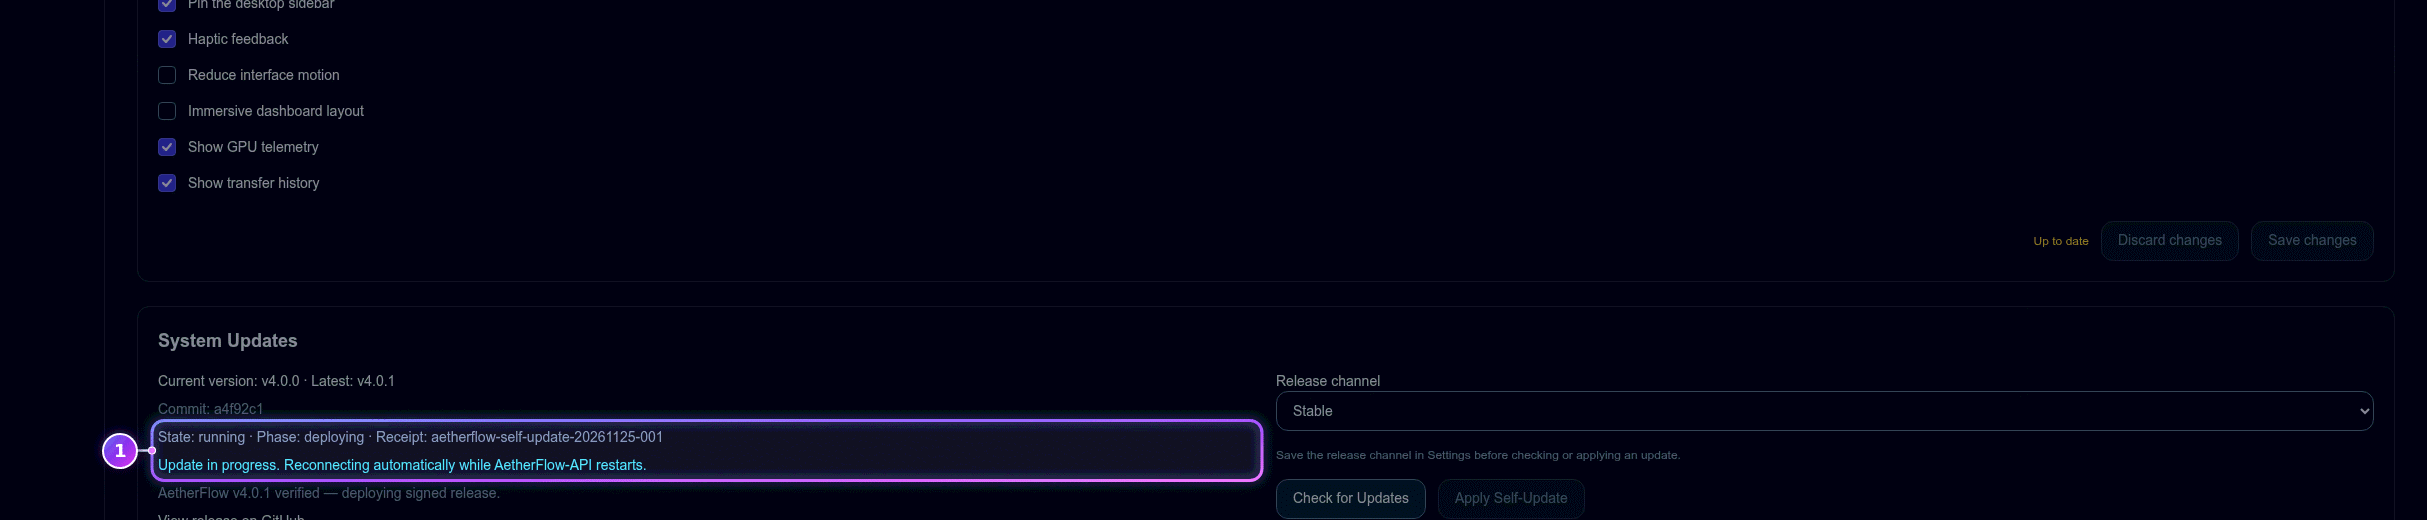 Pin the desktop sidebar
Haptic feedback
Reduce interface motion
Immersive dashboard layout
Show GPU telemetry
Show transfer history
Up to date
Discard changes
Save changes
System Updates
Current version: v4.0.0 · Latest: v4.0.1
Commit: a4f92c1
State: running · Phase: deploying · Receipt: aetherflow-self-update-20261125-001
1
Update in progress. Reconnecting automatically while AetherFlow-API restarts.
AetherFlow v4.0.1 verified — deploying signed release.
View release on GitHub
Release channel
Stable
Save the release channel in Settings before checking or applying an update.
Check for Updates
Apply Self-Update